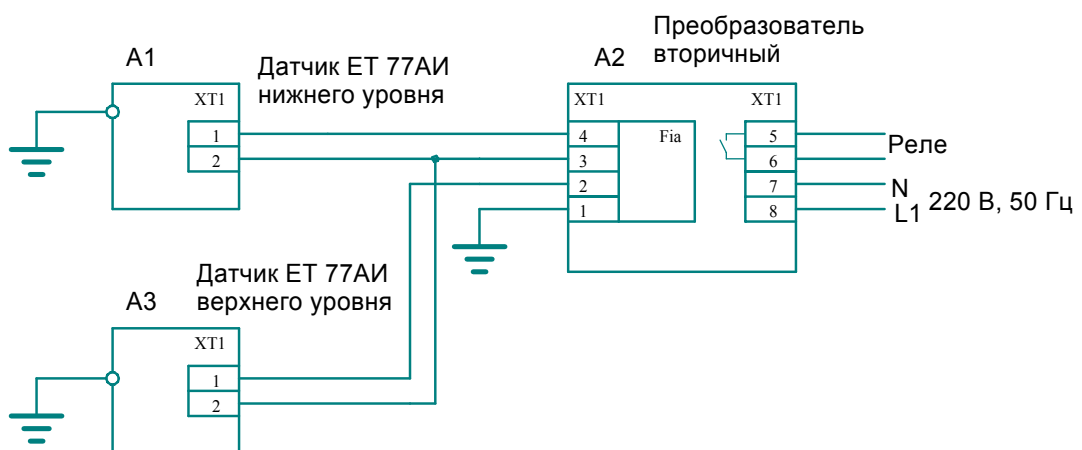 Преобразователь
вторичный
A1
A2
Датчик ЕТ 77АИ
нижнего уровня
XT1
1
2
XT1
4
3
2
1
Fia
XT1
5
6
7
8
Реле
N
L1
220 В, 50 Гц
Датчик ЕТ 77АИ
верхнего уровня
A3
XT1
1
2